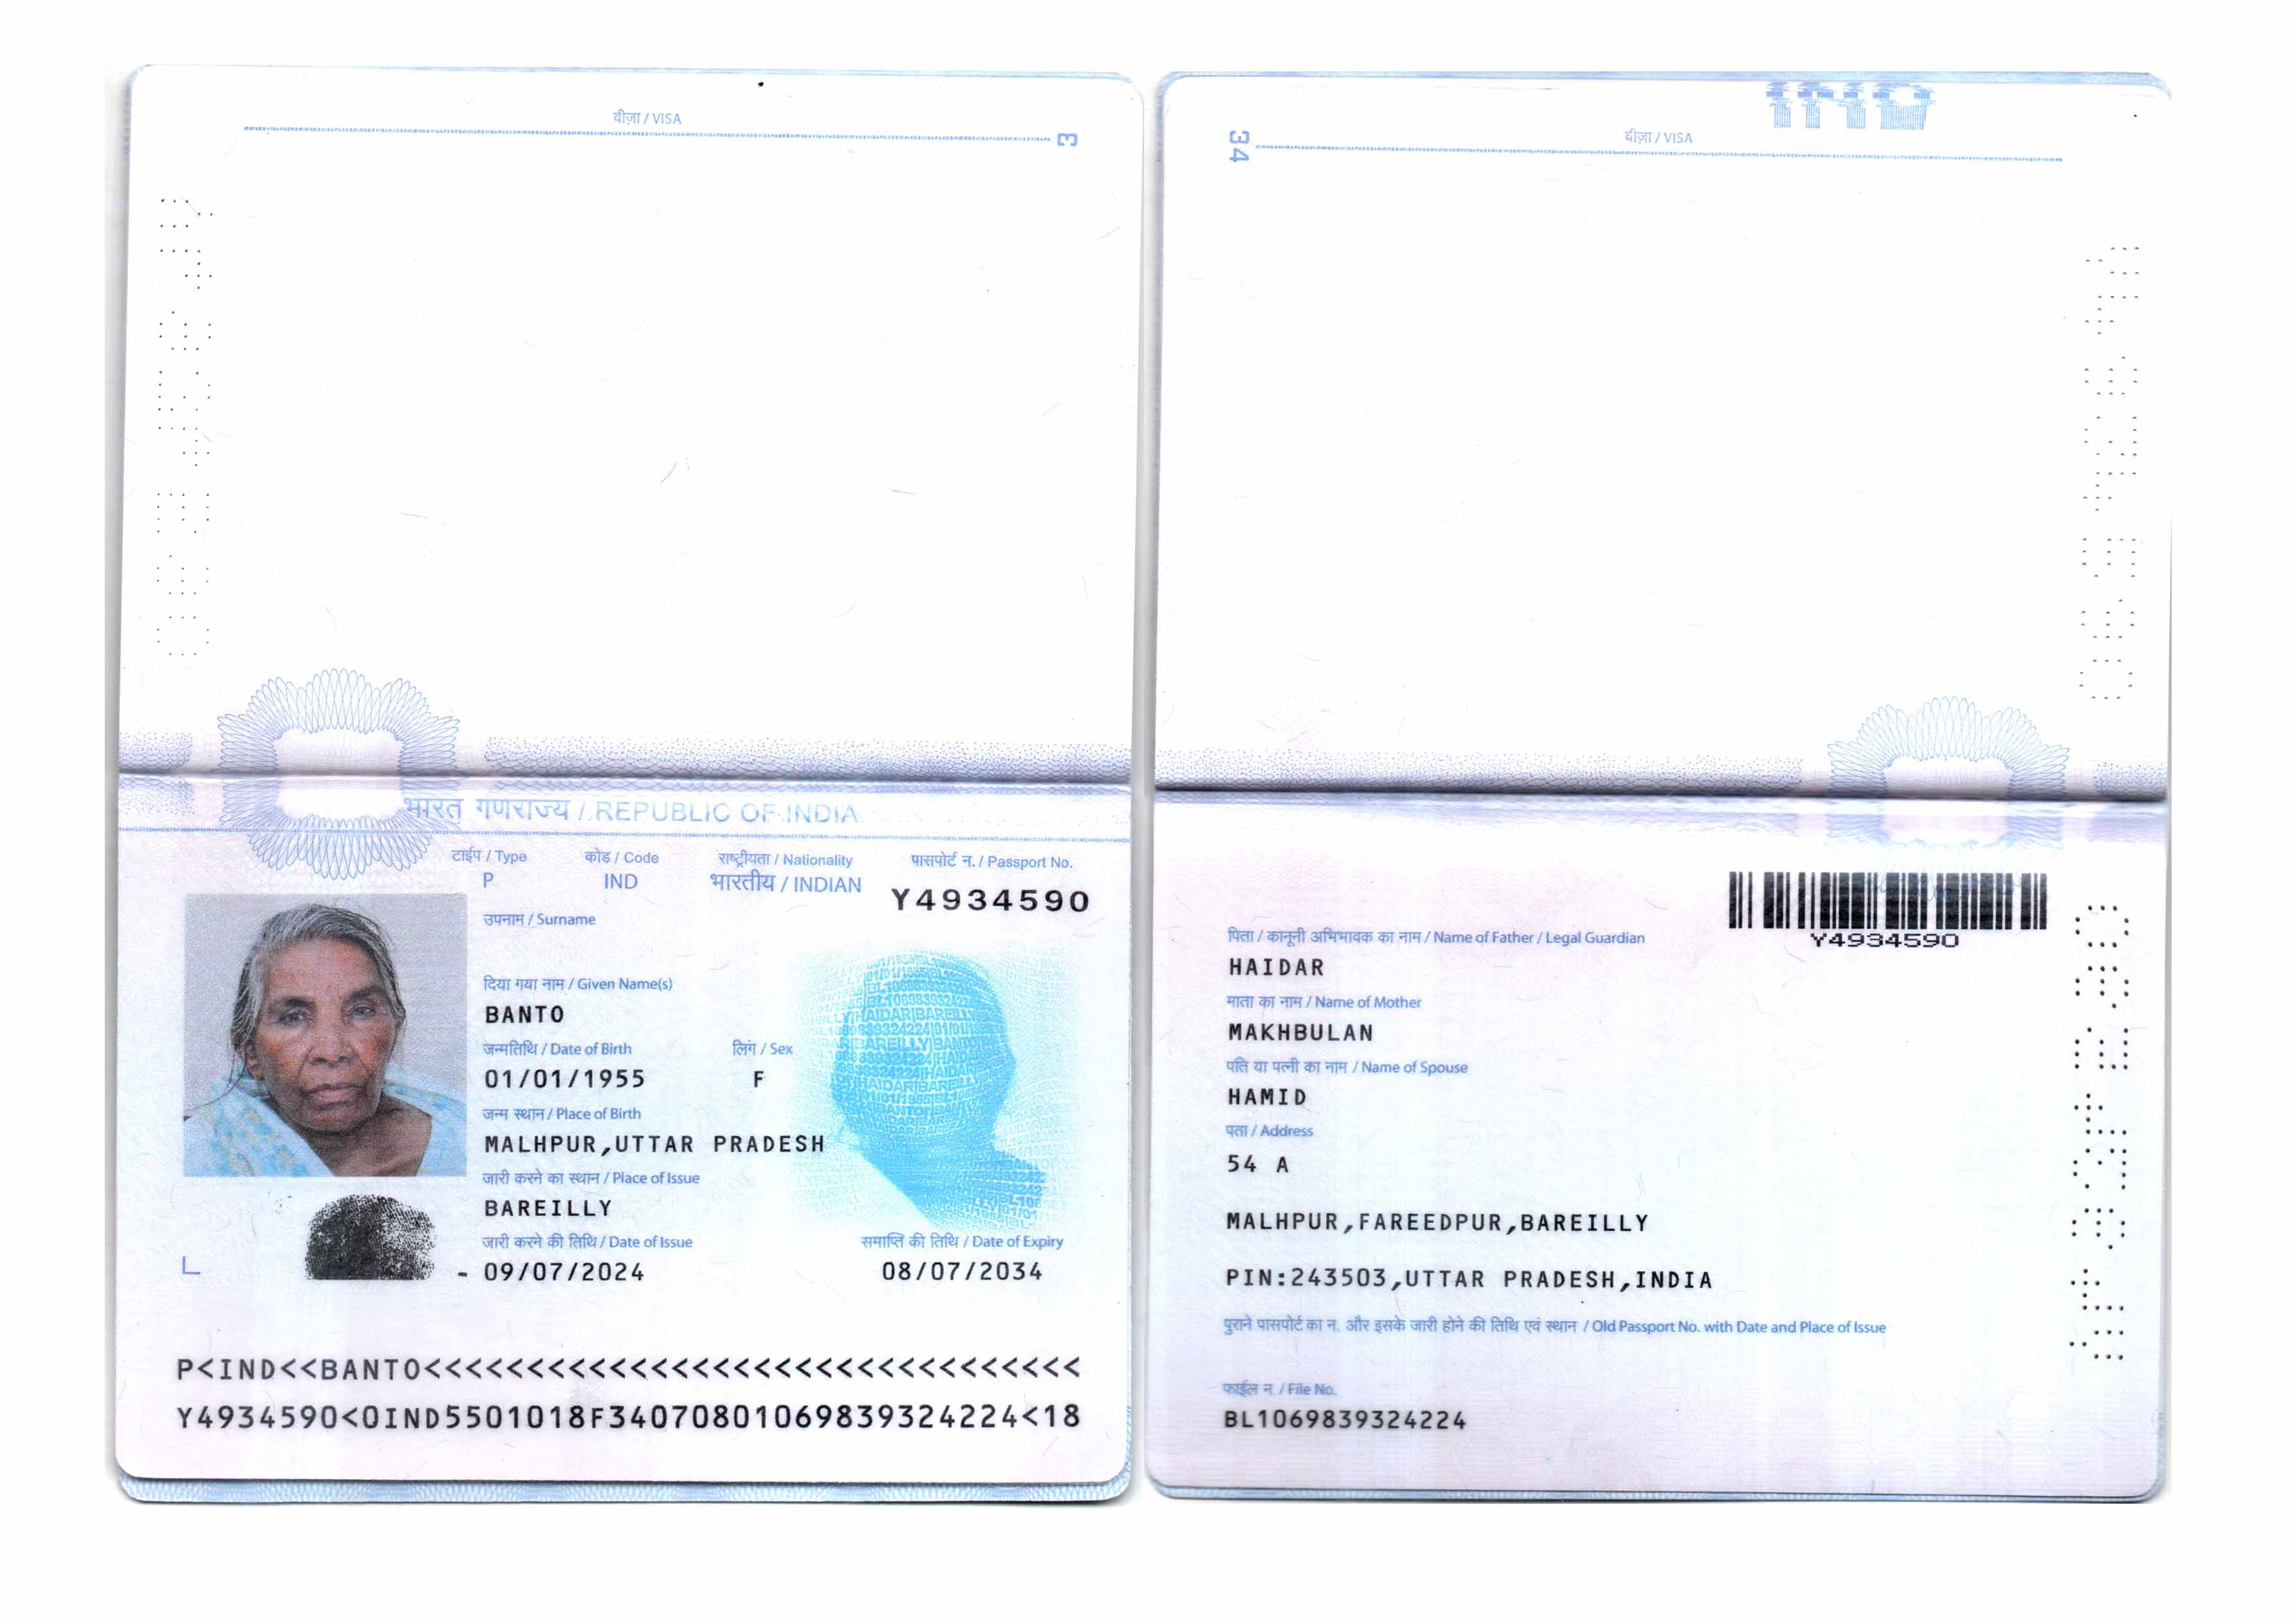 वीज़ा / VISA
3
भारत गणराज्य / REPUBLIC OF INDIA
टाईप / Type
कोड / Code
राष्ट्रीयता / Nationality
पासपोर्ट न. / Passport No.
P
IND
भारतीय / INDIAN
Y4934590
उपनाम / Surname
दिया गया नाम / Given Name(s)
BANTO
जन्मतिथि / Date of Birth
लिंग / Sex
01/01/1955
F
जन्म स्थान / Place of Birth
MALHPUR,UTTAR PRADESH
जारी करने का स्थान / Place of Issue
BAREILLY
जारी करने की तिथि / Date of Issue
समाप्ति की तिथि / Date of Expiry
- 09/07/2024
08/07/2034
P<IND<<BANTO<<<<<<<<<<<<<<<<<<<<<<<<<<<<<<<<
Y4934590<0IND5501018F34070801069839324224<18
34
वीज़ा / VISA
IND
Y4934590
पिता / कानूनी अभिभावक का नाम / Name of Father / Legal Guardian
HAIDAR
माता का नाम / Name of Mother
MAKHBULAN
पति या पत्नी का नाम / Name of Spouse
HAMID
पता / Address
54 A
MALHPUR,FAREEDPUR,BAREILLY
PIN:243503,UTTAR PRADESH,INDIA
पुराने पासपोर्ट का न. और इसके जारी होने की तिथि एवं स्थान / Old Passport No. with Date and Place of Issue
फाईल न. / File No.
BL1069839324224